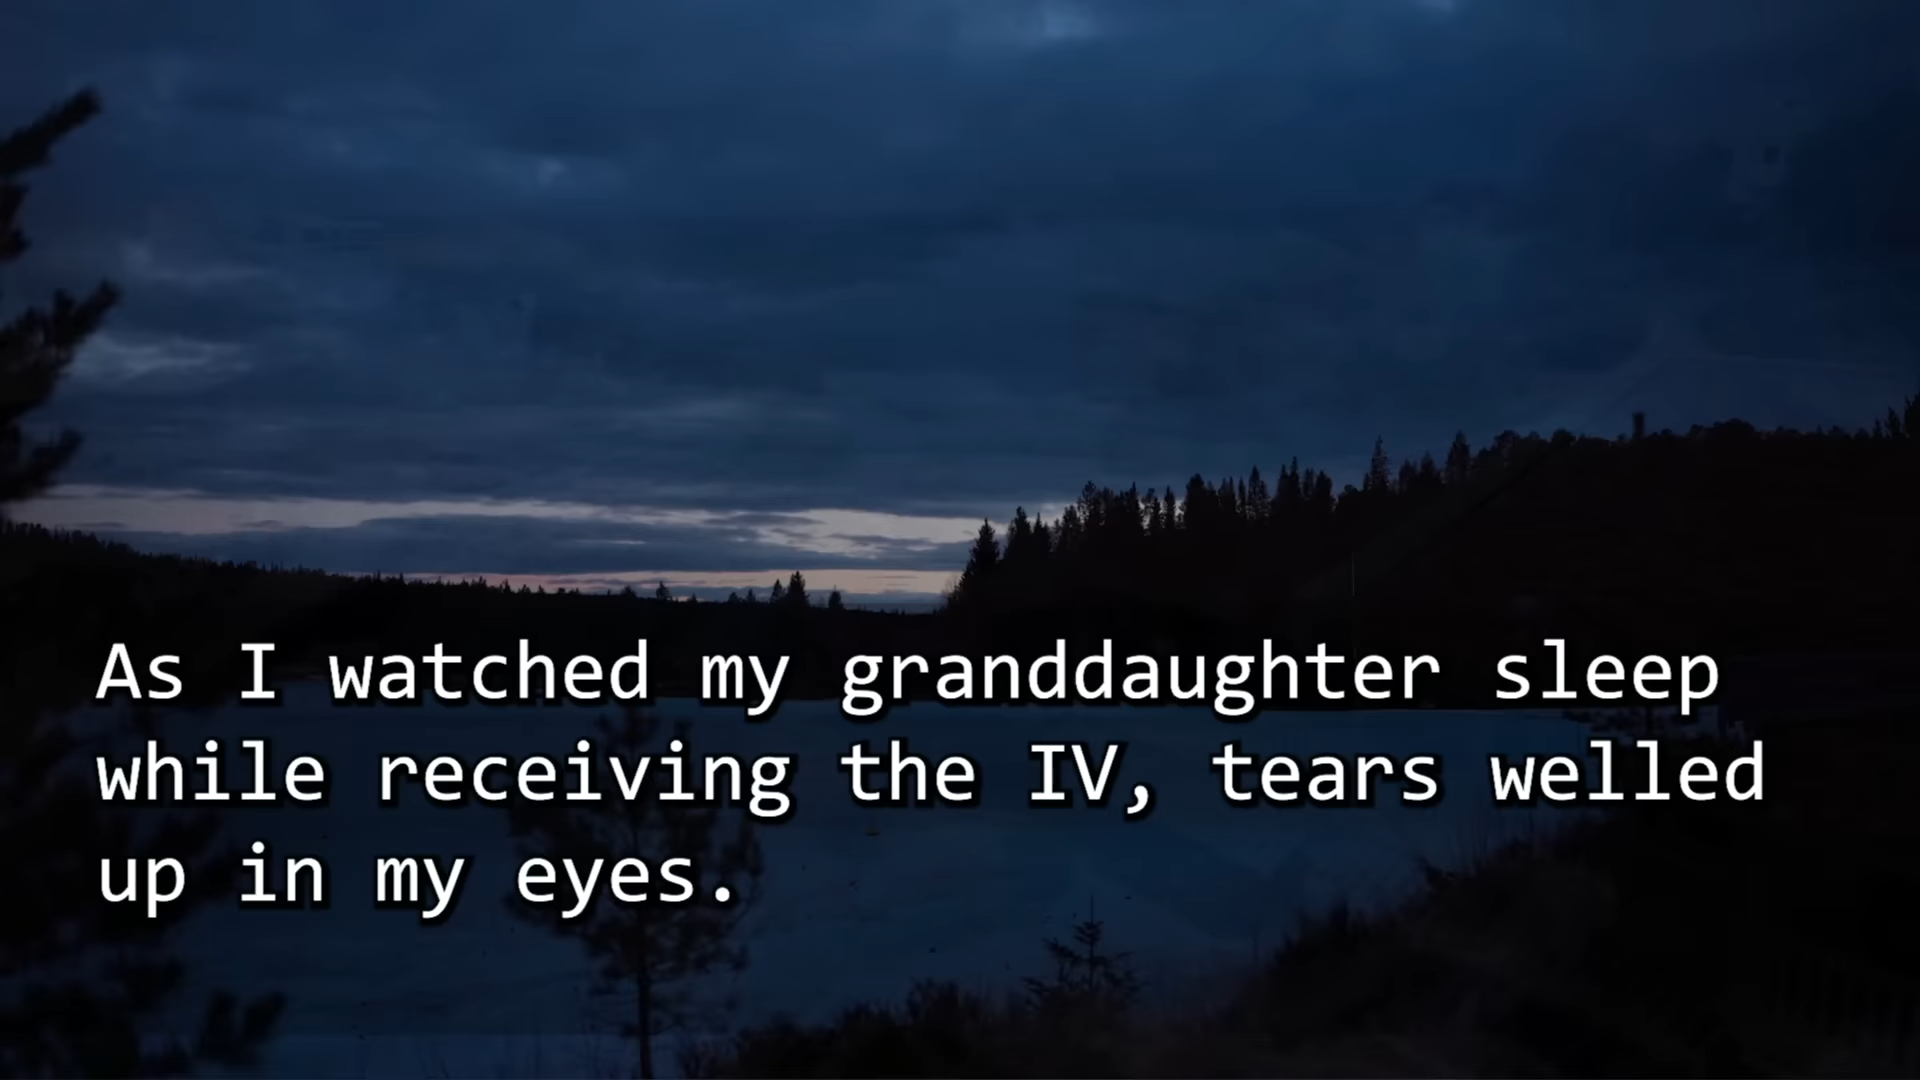 As I watched my granddaughter sleep
while receiving the IV, tears welled
up in my eyes.